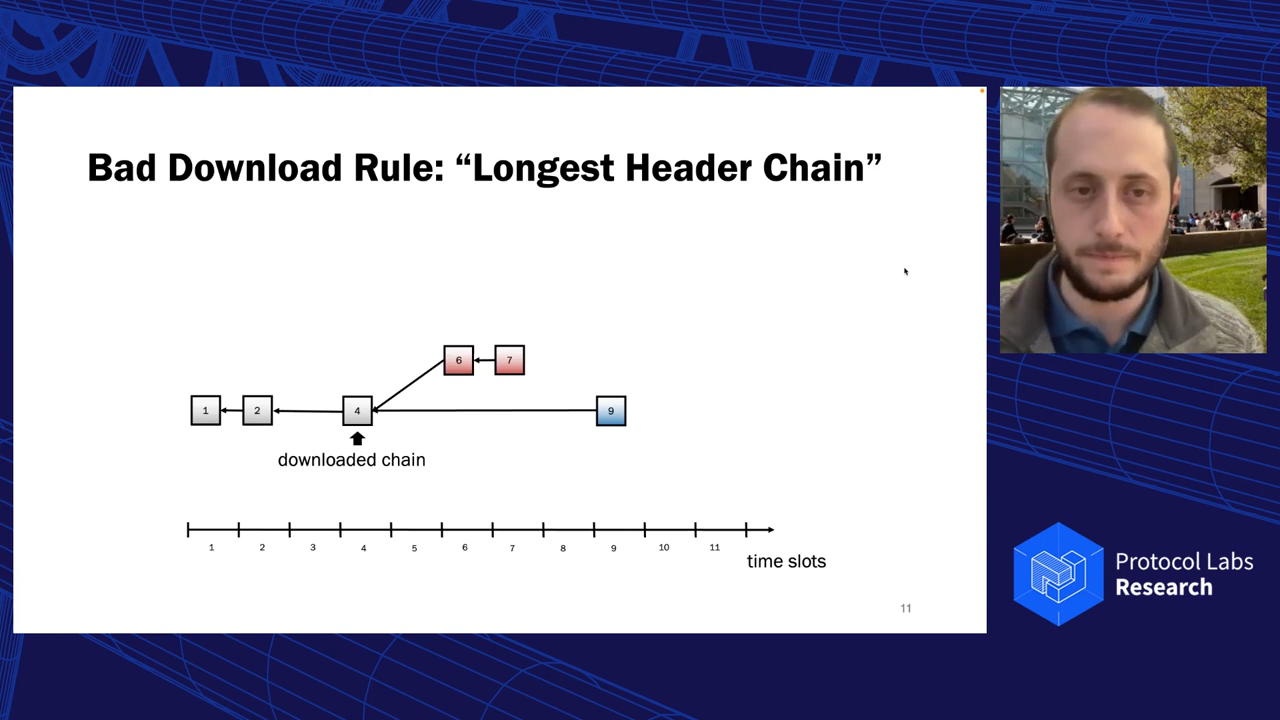 Bad Download Rule: “Longest Header Chain”
6 7
1 2 4 9
downloaded chain
1 2 3 4 5 6 7 8 9 10 11
time slots
11
Protocol Labs
Research